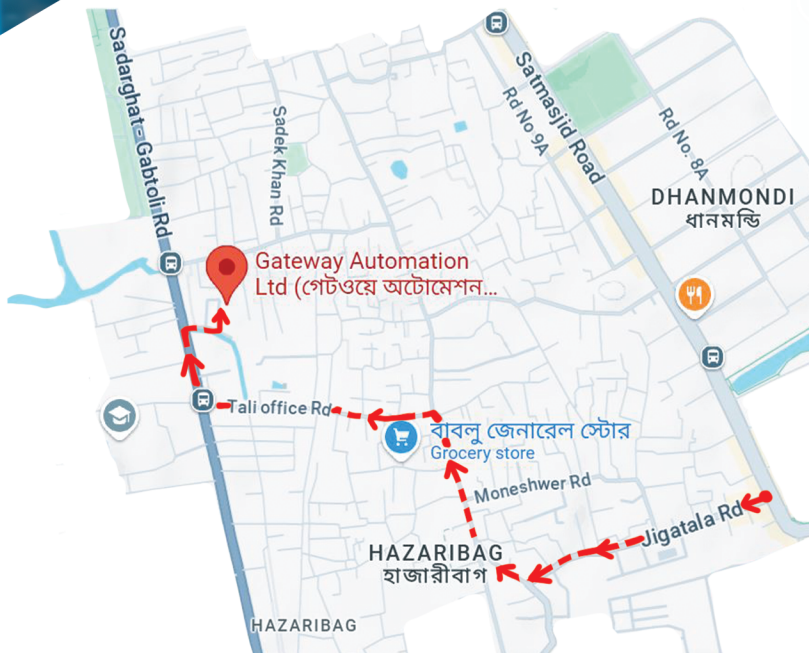 Sadarghat - Gabtoli Rd
Sadek Khan Rd
Satmasjid Road
Rd No 9A
Rd No. 8A
DHANMONDI
ধানমন্ডি
Gateway Automation
Ltd (গেটওয়ে অটোমেশন...
Tali office Rd
বাবলু জেনারেল স্টোর
Grocery store
Moneshwer Rd
Jigatala Rd
HAZARIBAG
হাজারীবাগ
HAZARIBAG